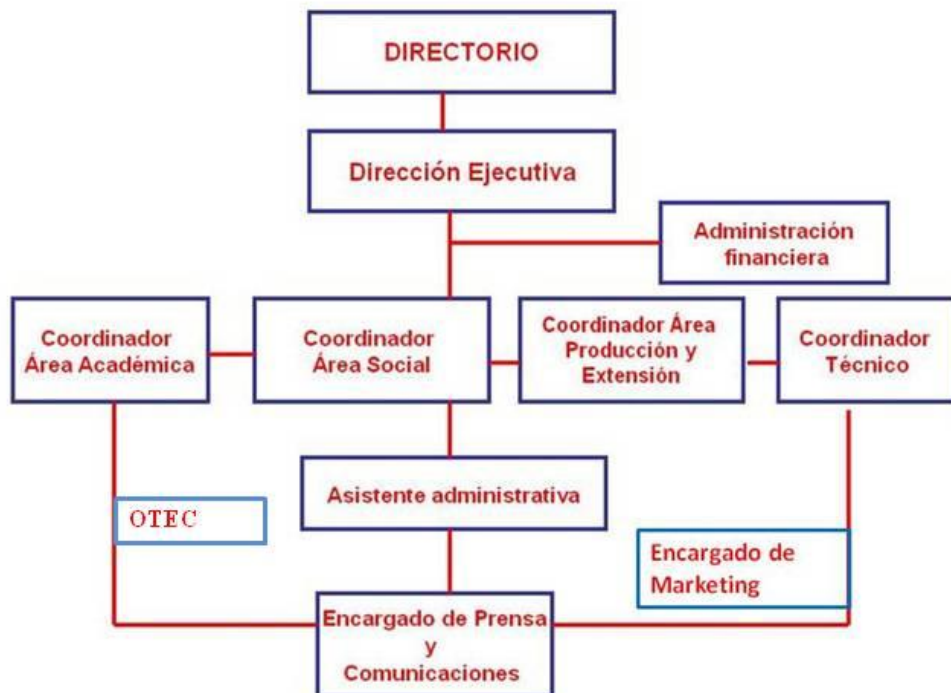 DIRECTORIO
Dirección Ejecutiva
Administración
financiera
Coordinador
Área Académica
Coordinador
Área Social
Coordinador Área
Producción y
Extensión
Coordinador
Técnico
Asistente administrativa
OTEC
Encargado de
Marketing
Encargado de Prensa
y
Comunicaciones